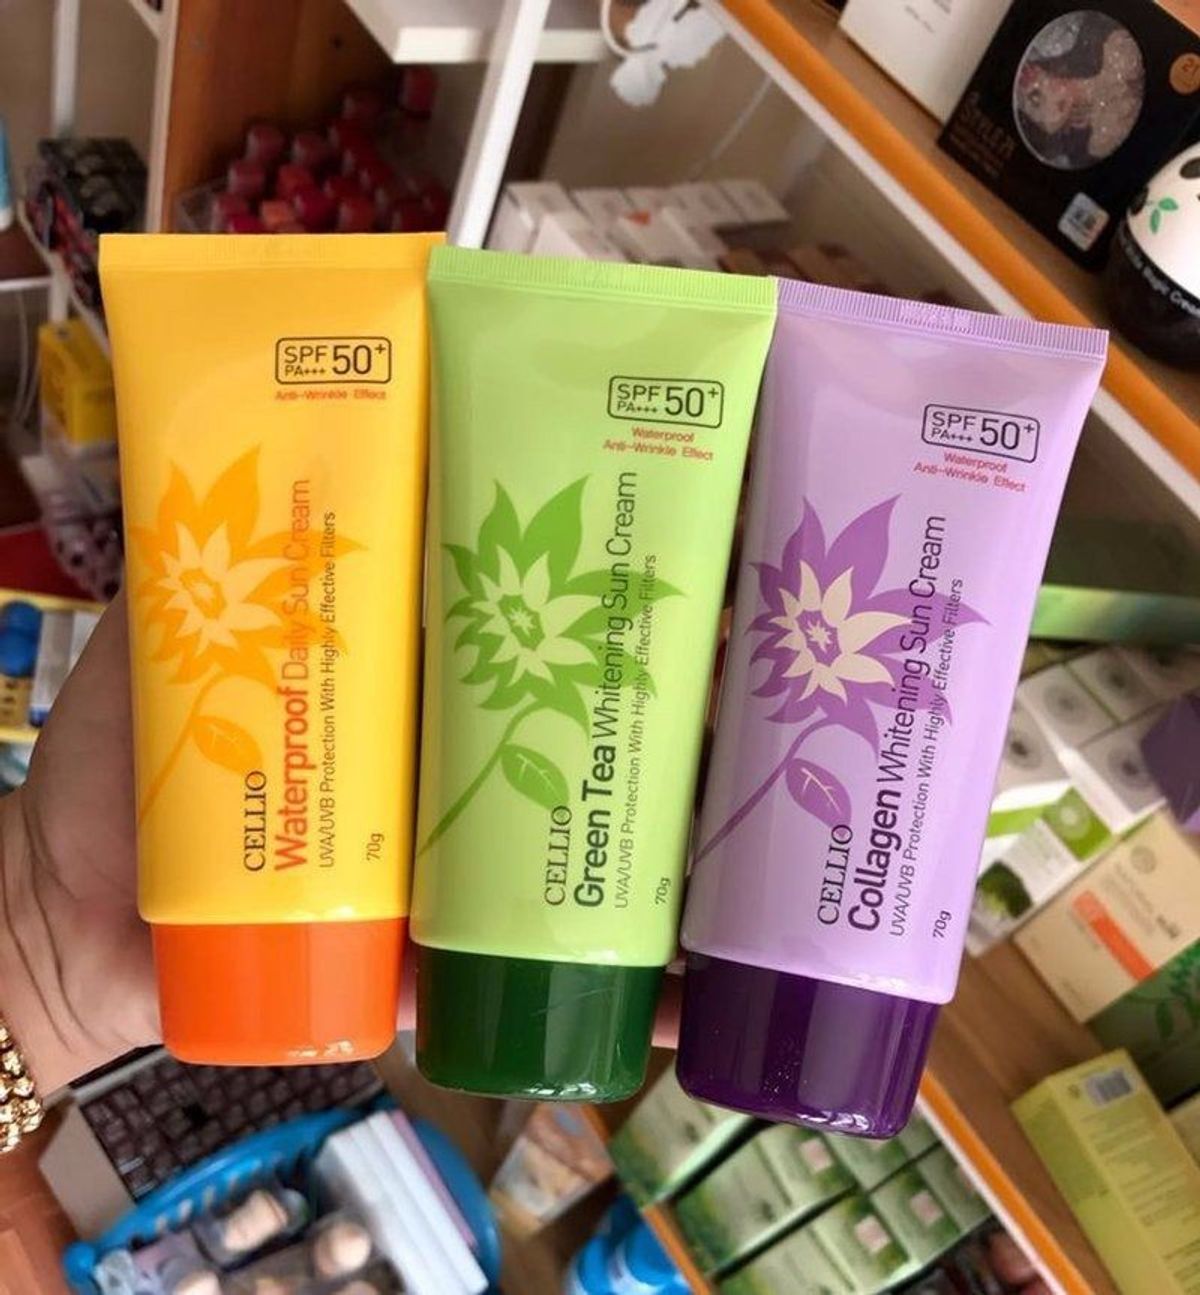 SPF 50+
PA+++
Anti-Wrinkle Effect
CELLIO
Waterproof Daily Sun Cream
UVA/UVB Protection With Highly Effective Filters
70g
SPF 50+
PA+++
Waterproof
Anti-Wrinkle Effect
CELLIO
Green Tea Whitening Sun Cream
UVA/UVB Protection With Highly Effective Filters
70g
SPF 50+
PA+++
Waterproof
Anti-Wrinkle Effect
CELLIO
Collagen Whitening Sun Cream
UVA/UVB Protection With Highly Effective Filters
70g
21